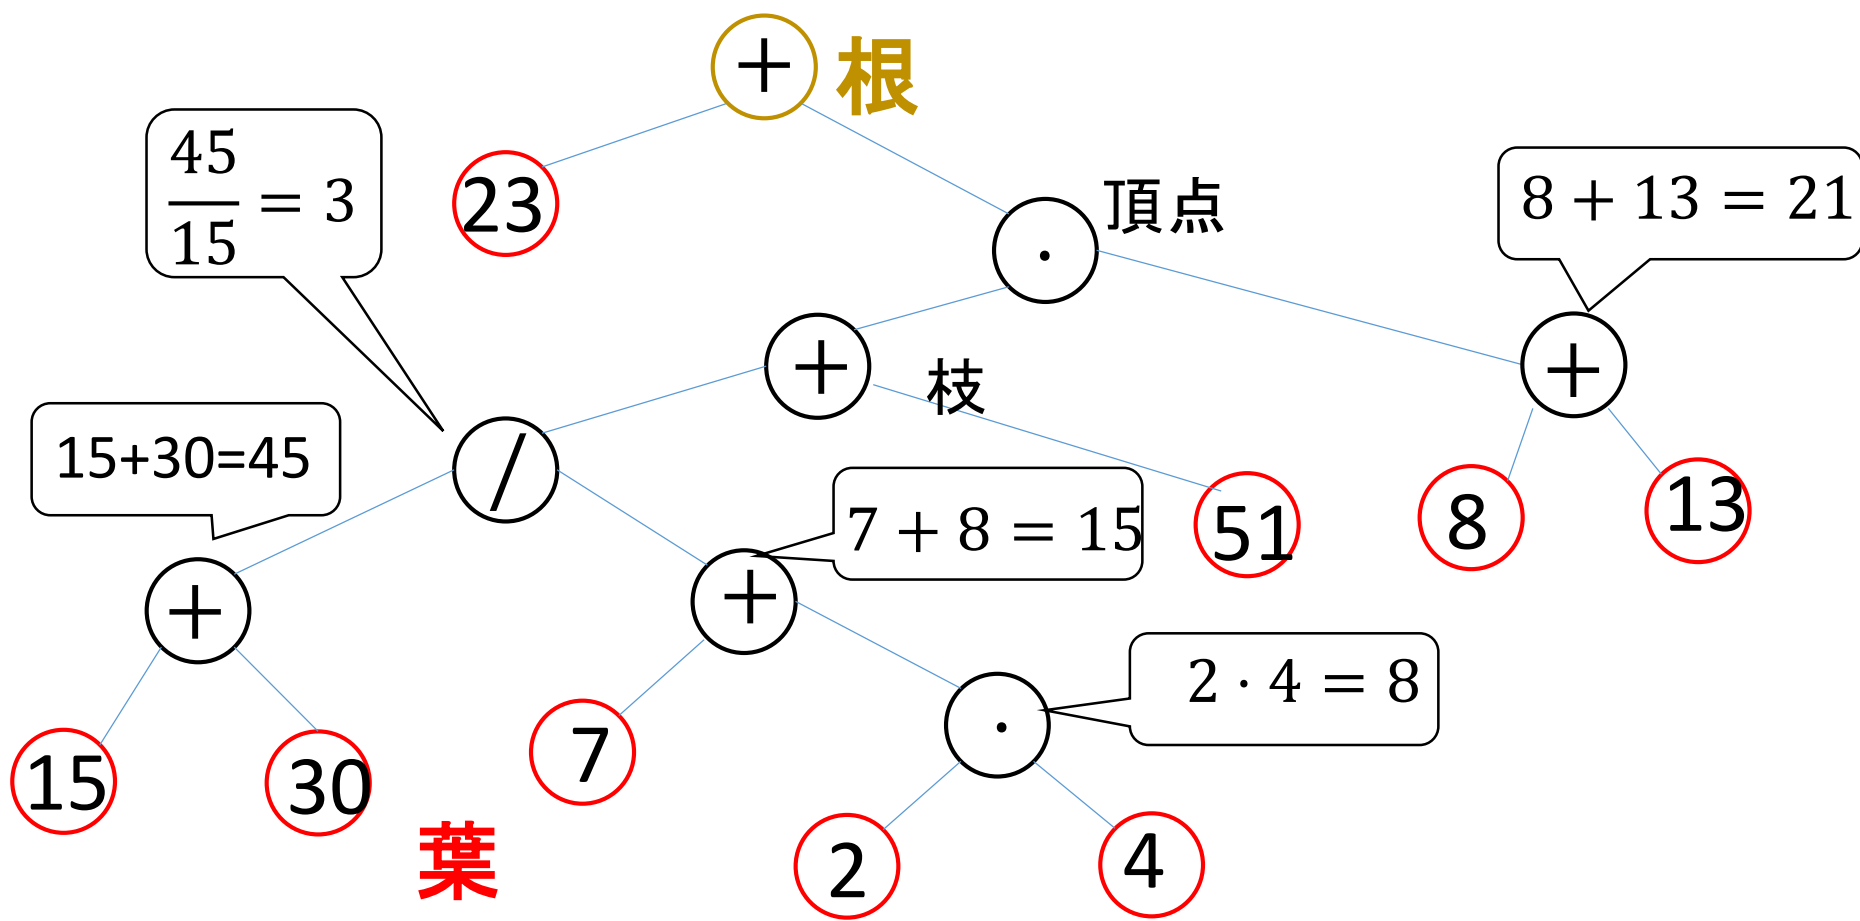 + 根
45
15
= 3
23
頂点
8 + 13 = 21
·
+
枝
+
15+30=45
/
7 + 8 = 15
51
8
13
+
+
2 · 4 = 8
·
15
30
7
葉
2
4